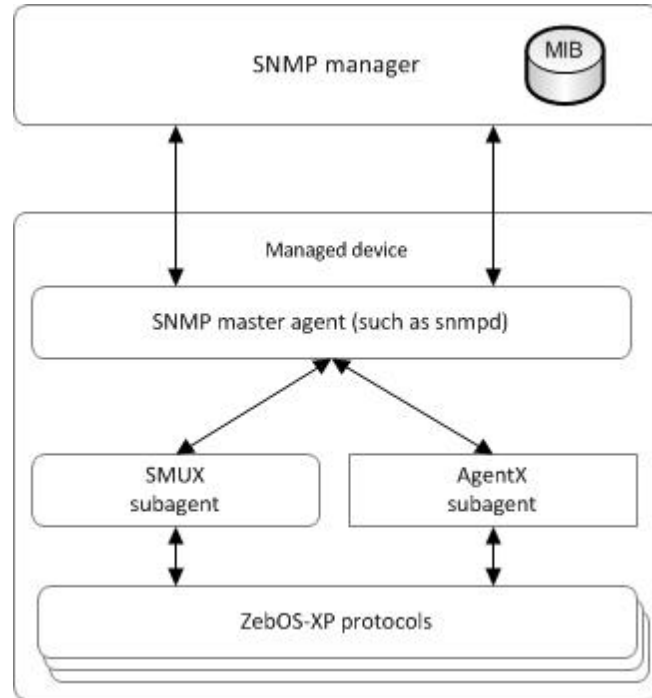 MIB
SNMP manager
Managed device
SNMP master agent (such as snmpd)
SMUX
subagent
AgentX
subagent
ZebOS-XP protocols